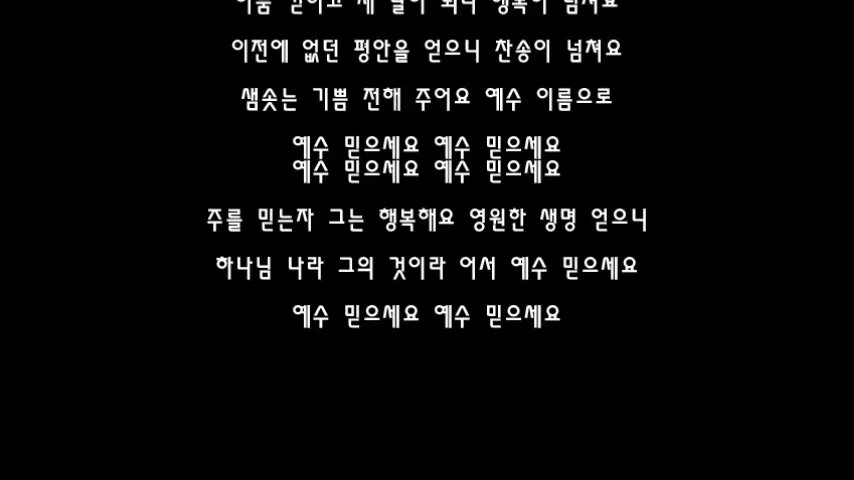 이전에 없던 평안을 얻으니 찬송이 넘쳐요
샘솟는 기쁨 전해 주어요 예수 이름으로
예수 믿으세요 예수 믿으세요
예수 믿으세요 예수 믿으세요
주를 믿는자 그는 행복해요 영원한 생명 얻으니
하나님 나라 그의 것이라 어서 예수 믿으세요
예수 믿으세요 예수 믿으세요